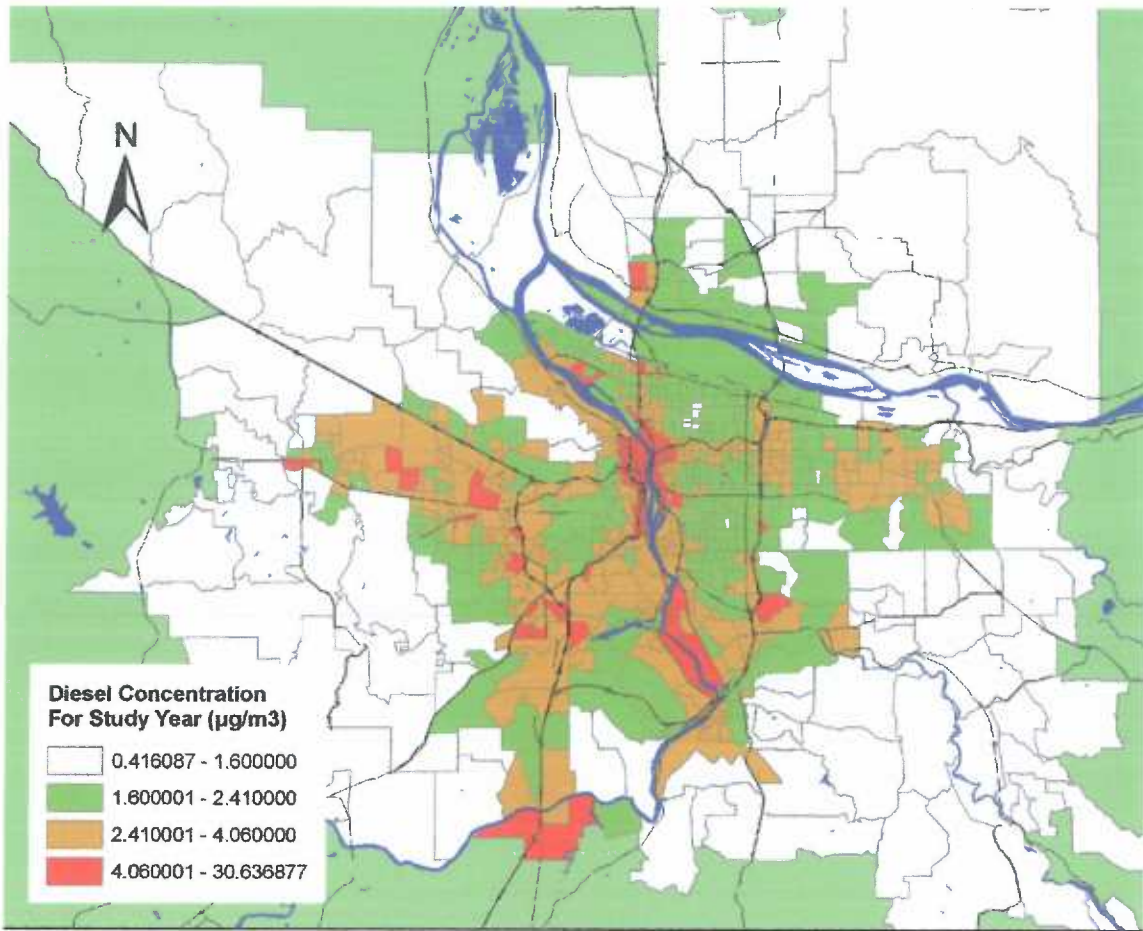 N
Diesel Concentration
For Study Year (µg/m3)
0.416087 - 1.600000
1.600001 - 2.410000
2.410001 - 4.060000
4.060001 - 30.636877